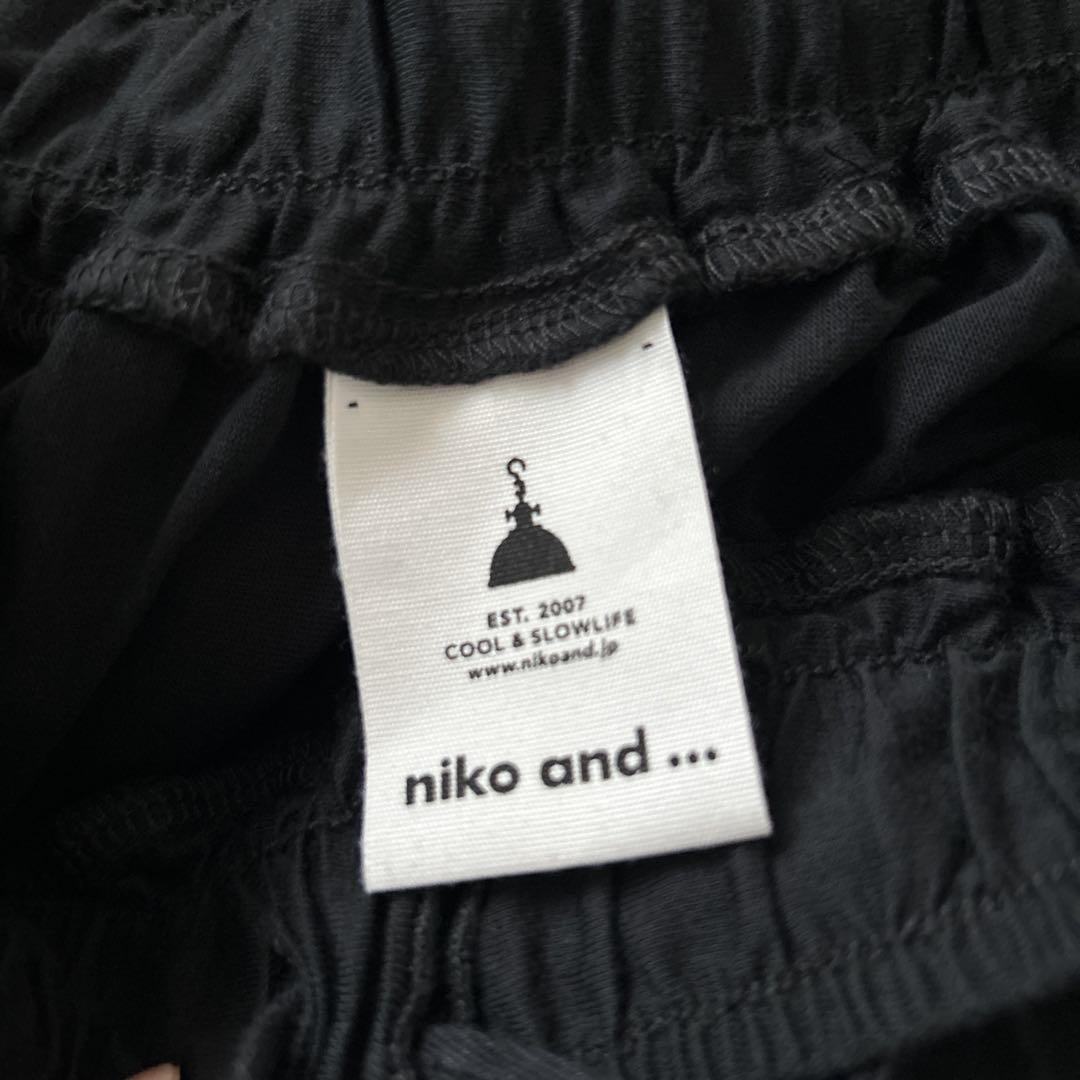 EST. 2007
COOL & SLOWLIFE
www.nikoand.jp
niko and ...